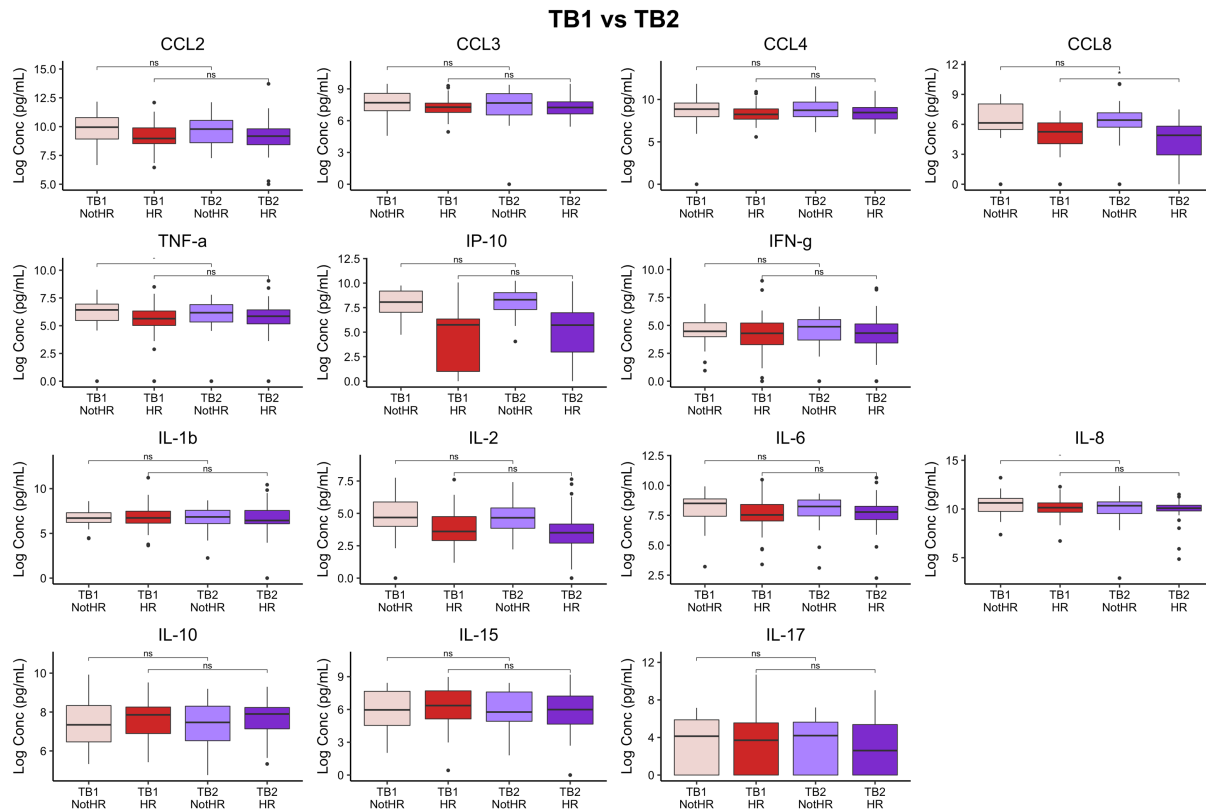 TB1 vs TB2
CCL2 CCL3 CCL4 CCL8
Log Conc (pg/mL) 15.0 12.5 10.0 7.5 5.0 ns ns
TB1 NotHR TB1 HR TB2 NotHR TB2 HR
Log Conc (pg/mL) 9 6 3 0 ns ns
TB1 NotHR TB1 HR TB2 NotHR TB2 HR
Log Conc (pg/mL) 10 5 0 ns ns
TB1 NotHR TB1 HR TB2 NotHR TB2 HR
Log Conc (pg/mL) 12 9 6 3 0 ns
TB1 NotHR TB1 HR TB2 NotHR TB2 HR
TNF-a IP-10 IFN-g
Log Conc (pg/mL) 10.0 7.5 5.0 2.5 0.0 ns
TB1 NotHR TB1 HR TB2 NotHR TB2 HR
Log Conc (pg/mL) 12.5 10.0 7.5 5.0 2.5 0.0 ns ns
TB1 NotHR TB1 HR TB2 NotHR TB2 HR
Log Conc (pg/mL) 10.0 7.5 5.0 2.5 0.0 ns ns
TB1 NotHR TB1 HR TB2 NotHR TB2 HR
IL-1b IL-2 IL-6 IL-8
Log Conc (pg/mL) 10 5 0 ns ns
TB1 NotHR TB1 HR TB2 NotHR TB2 HR
Log Conc (pg/mL) 7.5 5.0 2.5 0.0 ns ns
TB1 NotHR TB1 HR TB2 NotHR TB2 HR
Log Conc (pg/mL) 10.0 7.5 5.0 2.5 ns ns
TB1 NotHR TB1 HR TB2 NotHR TB2 HR
Log Conc (pg/mL) 15 10 5 ns
TB1 NotHR TB1 HR TB2 NotHR TB2 HR
IL-10 IL-15 IL-17
Log Conc (pg/mL) 10 8 6 ns ns
TB1 NotHR TB1 HR TB2 NotHR TB2 HR
Log Conc (pg/mL) 9 6 3 0 ns ns
TB1 NotHR TB1 HR TB2 NotHR TB2 HR
Log Conc (pg/mL) 12 8 4 0 ns ns
TB1 NotHR TB1 HR TB2 NotHR TB2 HR